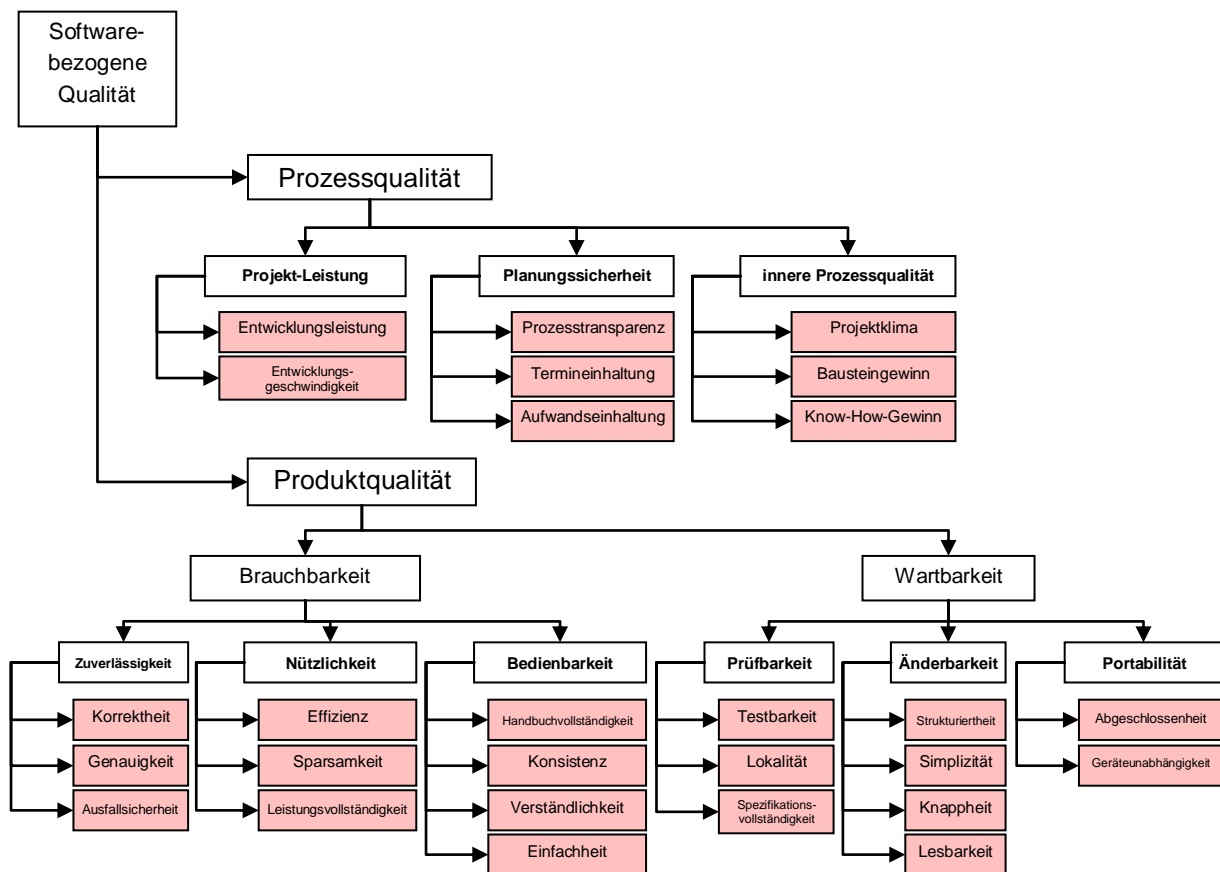 Software-
bezogene
Qualität
Prozessqualität
Projekt-Leistung
Planungssicherheit
innere Prozessqualität
Entwicklungsleistung
Entwicklungs-
geschwindigkeit
Prozesstransparenz
Termineinhaltung
Aufwandseinhaltung
Projektklima
Bausteingewinn
Know-How-Gewinn
Produktqualität
Brauchbarkeit
Wartbarkeit
Zuverlässigkeit
Nützlichkeit
Bedienbarkeit
Prüfbarkeit
Änderbarkeit
Portabilität
Korrektheit
Genauigkeit
Ausfallsicherheit
Effizienz
Sparsamkeit
Leistungsvollständigkeit
Handbuchvollständigkeit
Konsistenz
Verständlichkeit
Einfachheit
Testbarkeit
Lokalität
Spezifikations-
vollständigkeit
Strukturiertheit
Simplizität
Knappheit
Lesbarkeit
Abgeschlossenheit
Geräteunabhängigkeit